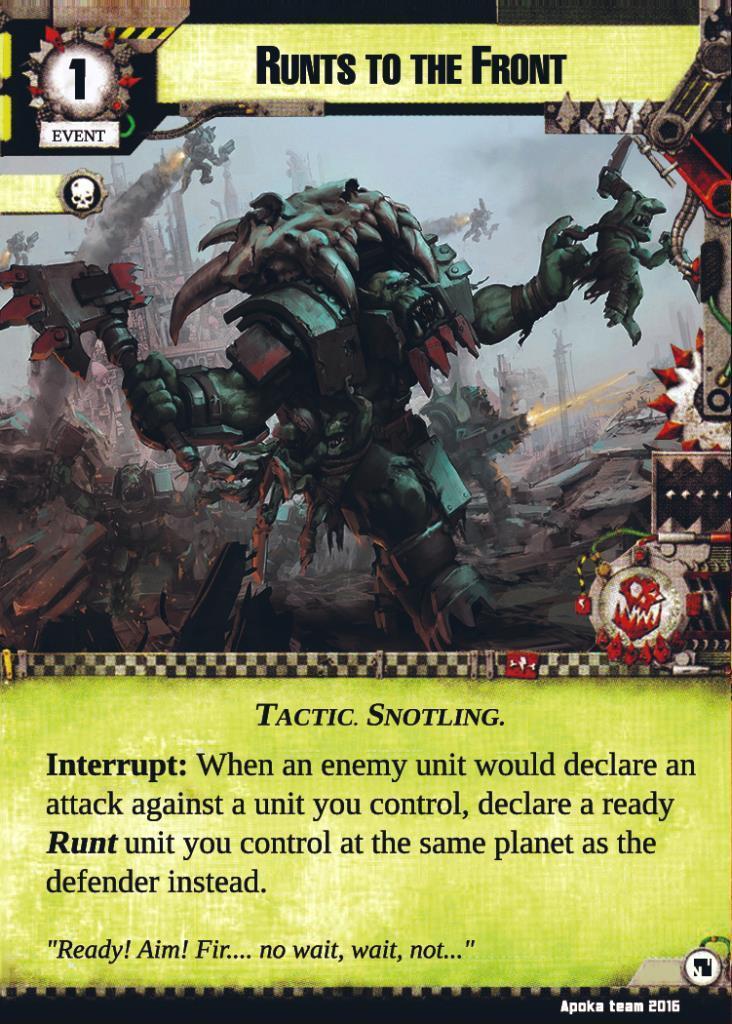 RUNTS TO THE FRONT
1
EVENT
TACTIC. SNOTLING.
Interrupt: When an enemy unit would declare an
attack against a unit you control, declare a ready
Runt unit you control at the same planet as the
defender instead.
"Ready! Aim! Fir.... no wait, wait, not..."
Apoka team 2016